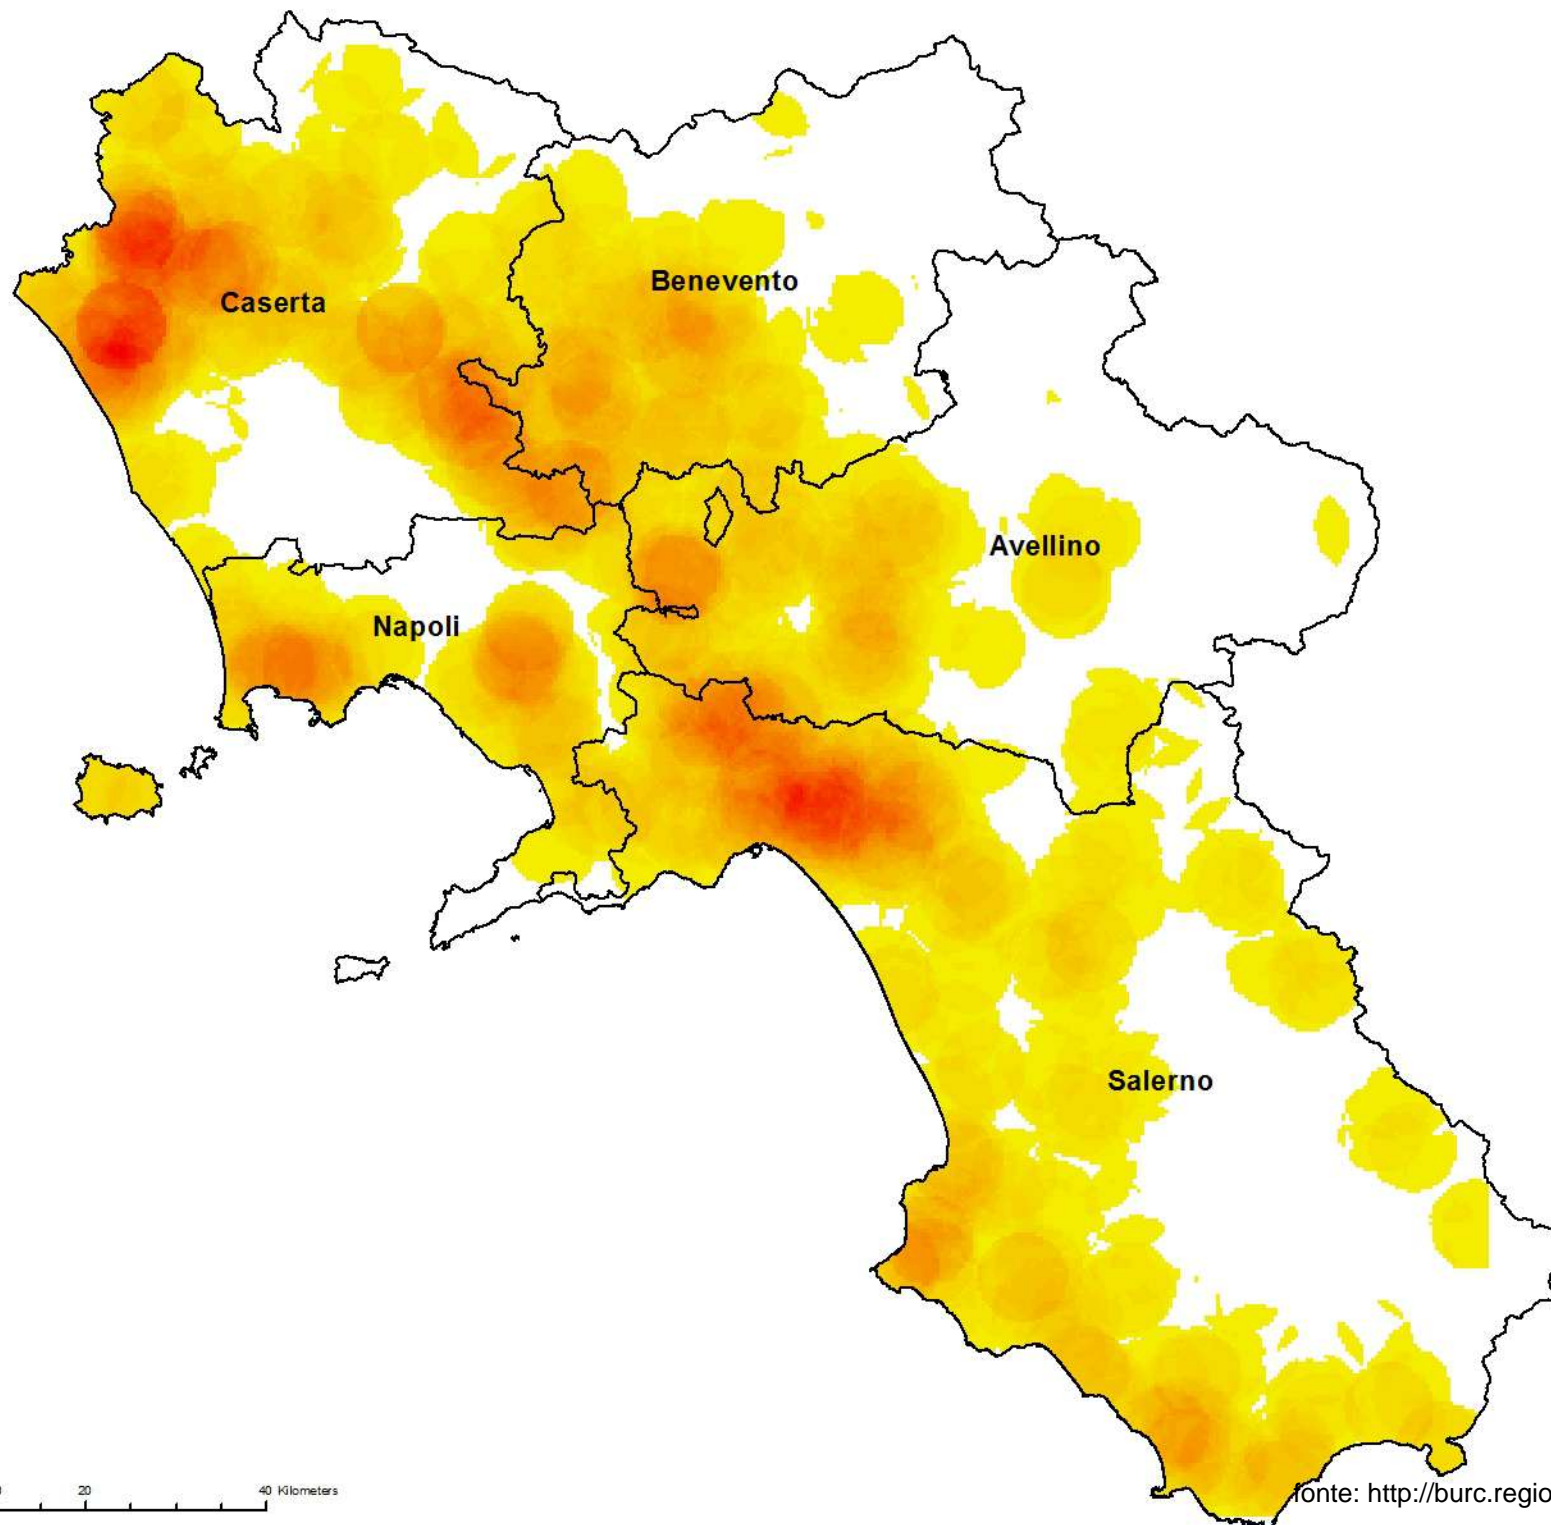 Benevento
Caserta
Avellino
Napoli
Salerno
20
40 Kilometers
fonte: http://burc.regio